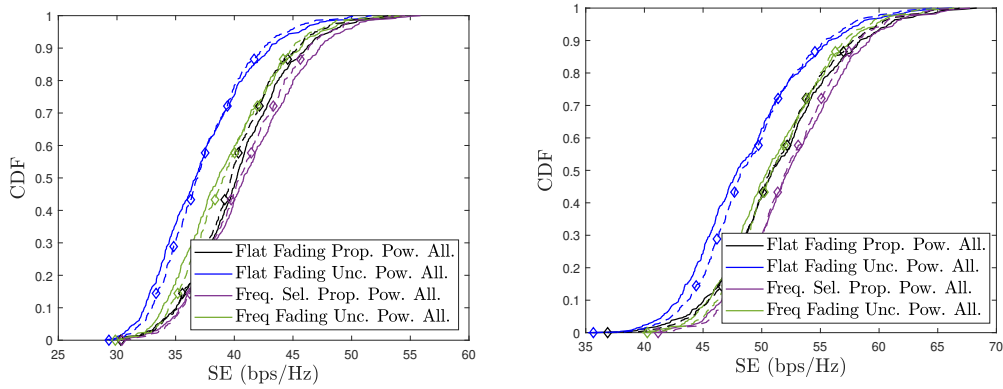 1
0.9
0.8
0.7
0.6
0.5
0.4
0.3
0.2
0.1
0
CDF
25 30 35 40 45 50 55 60
SE (bps/Hz)
Flat Fading Prop. Pow. All.
Flat Fading Unc. Pow. All.
Freq. Sel. Prop. Pow. All.
Freq Fading Unc. Pow. All.
1
0.9
0.8
0.7
0.6
0.5
0.4
0.3
0.2
0.1
0
CDF
35 40 45 50 55 60 65 70
SE (bps/Hz)
Flat Fading Prop. Pow. All.
Flat Fading Unc. Pow. All.
Freq. Sel. Prop. Pow. All.
Freq Fading Unc. Pow. All.